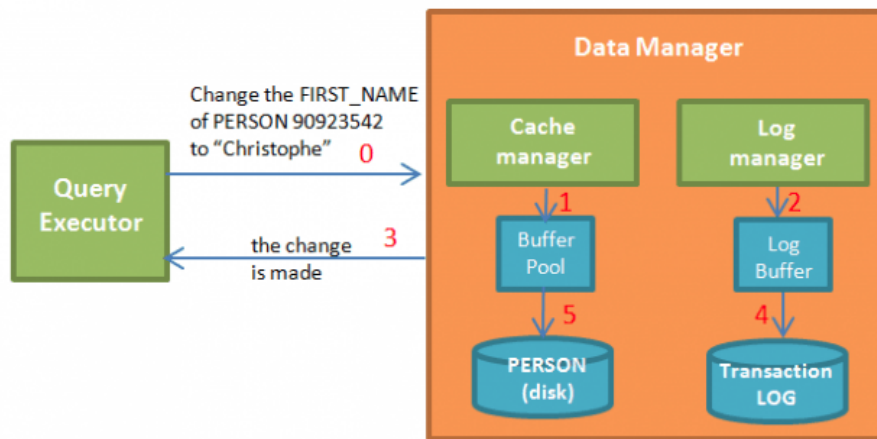 Data Manager
Change the FIRST_NAME
of PERSON 90923542
to “Christophe”
0
Query
Executor
3
the change
is made
Cache
manager
Log
manager
1
2
Buffer
Pool
Log
Buffer
5
4
PERSON
(disk)
Transaction
LOG